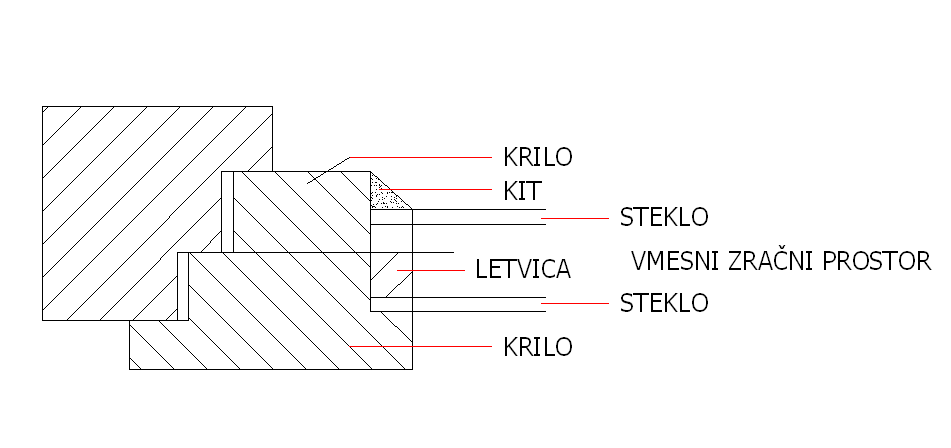 KRILO
KIT
STEKLO
VMESNI ZRAČNI PROSTOR
LETVICA
STEKLO
KRILO